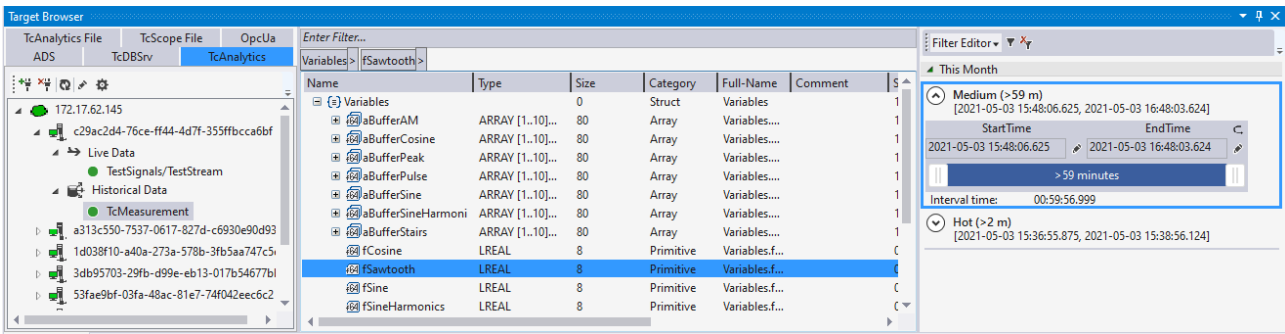 Target Browser
TcAnalytics File TcScope File OpcUa
ADS TcDBSrv TcAnalytics
172.17.62.145
c29ac2d4-76ce-ff44-4d7f-355ffbcca6bf
Live Data
TestSignals/TestStream
Historical Data
TcMeasurement
a313c550-7537-0617-827d-c6930e90d93
1d038f10-a40a-273a-578b-3fb5aa747c5
3db95703-29fb-d99e-eb13-017b54677b
53fae9bf-03fa-48ac-81e7-74f042eec6c2
Enter Filter...
Variables> fSawtooth>
Name Type Size Category Full-Name Comment S
Variables 0 Struct Variables 1
aBufferAM ARRAY [1..10]... 80 Array Variables.... 1
aBufferCosine ARRAY [1..10]... 80 Array Variables.... 1
aBufferPeak ARRAY [1..10]... 80 Array Variables.... 1
aBufferPulse ARRAY [1..10]... 80 Array Variables.... 1
aBufferSine ARRAY [1..10]... 80 Array Variables.... 1
aBufferSineHarmoni ARRAY [1..10]... 80 Array Variables.... 1
aBufferStairs ARRAY [1..10]... 80 Array Variables.... 1
fCosine LREAL 8 Primitive Variables.f...
fSawtooth LREAL 8 Primitive Variables.f...
fSine LREAL 8 Primitive Variables.f...
fSineHarmonics LREAL 8 Primitive Variables.f...
Filter Editor
This Month
Medium (>59 m)
[2021-05-03 15:48:06.625, 2021-05-03 16:48:03.624]
StartTime EndTime
2021-05-03 15:48:06.625 2021-05-03 16:48:03.624
>59 minutes
Interval time: 00:59:56.999
Hot (>2 m)
[2021-05-03 15:36:55.875, 2021-05-03 15:38:56.124]